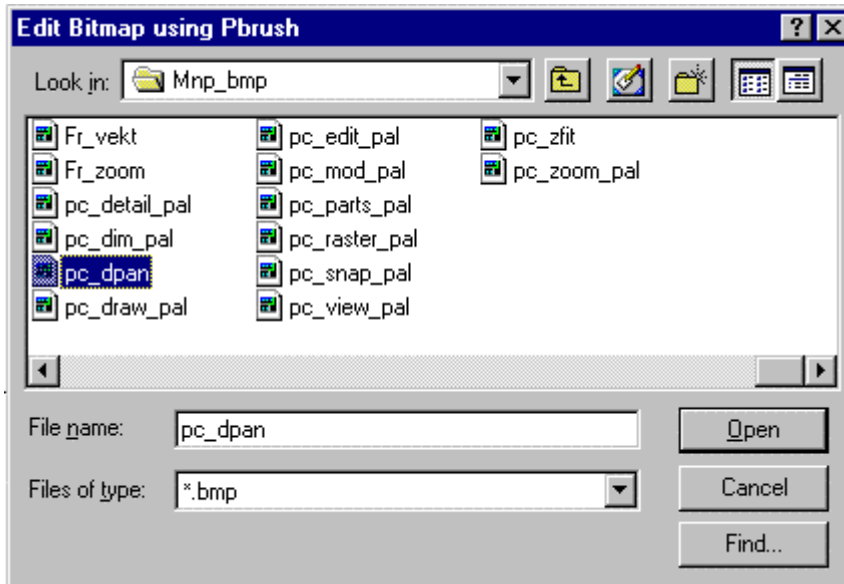 Edit Bitmap using Pbrush
Look in: Mnp_bmp
Fr_vekt pc_edit_pal pc_zfit
Fr_zoom pc_mod_pal pc_zoom_pal
pc_detail_pal pc_parts_pal
pc_dim_pal pc_raster_pal
pc_dpan pc_snap_pal
pc_draw_pal pc_view_pal
File name: pc_dpan Open
Files of type: *.bmp Cancel
Find...